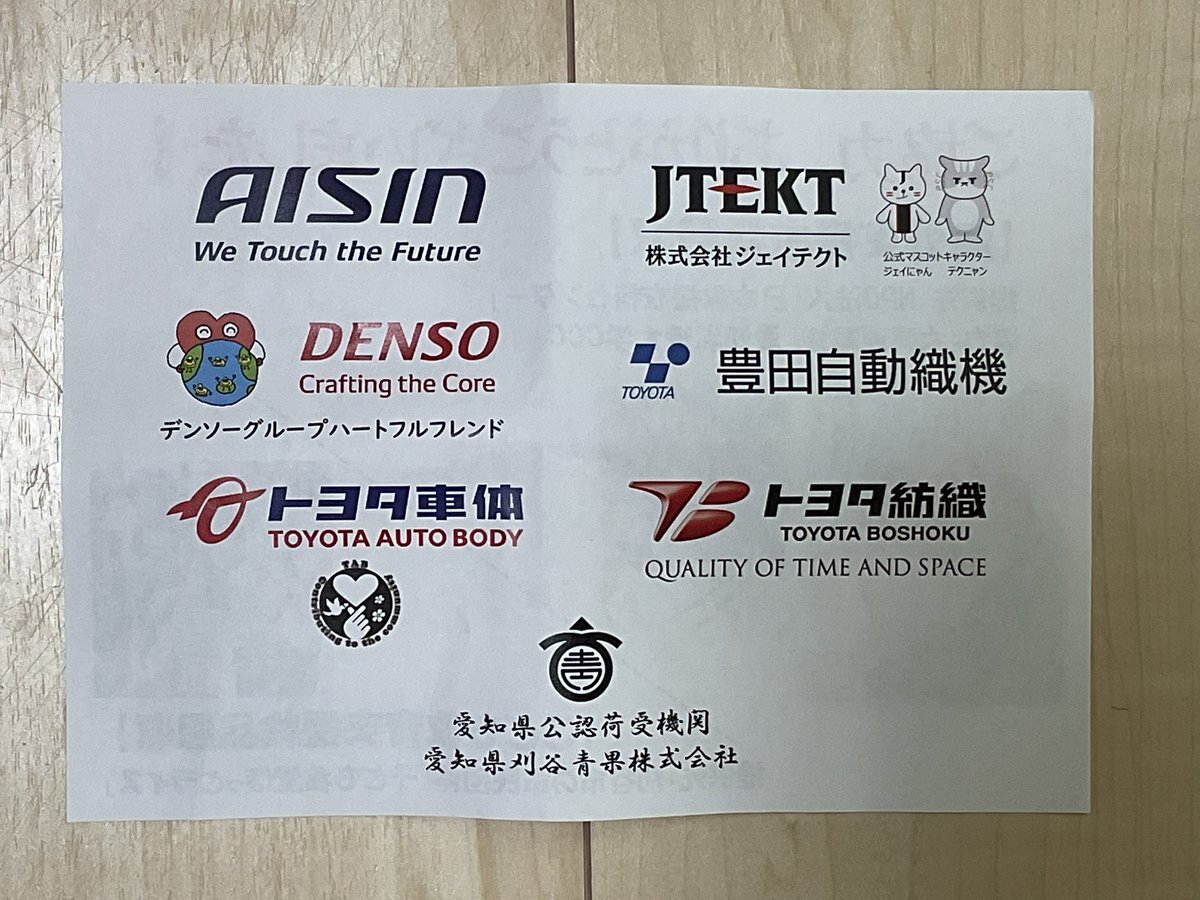 AISIN
We Touch the Future
JTEKT
株式会社ジェイテクト
公式マスコットキャラクター
ジェイにゃん テクニャン
DENSO
Crafting the Core
デンソーグループハートフルフレンド
TOYOTA
豊田自動織機
トヨタ車体
TOYOTA AUTO BODY
TAB
contributing to the community
トヨタ紡織
TOYOTA BOSHOKU
QUALITY OF TIME AND SPACE
愛知県公認荷受機関
愛知県刈谷青果株式会社